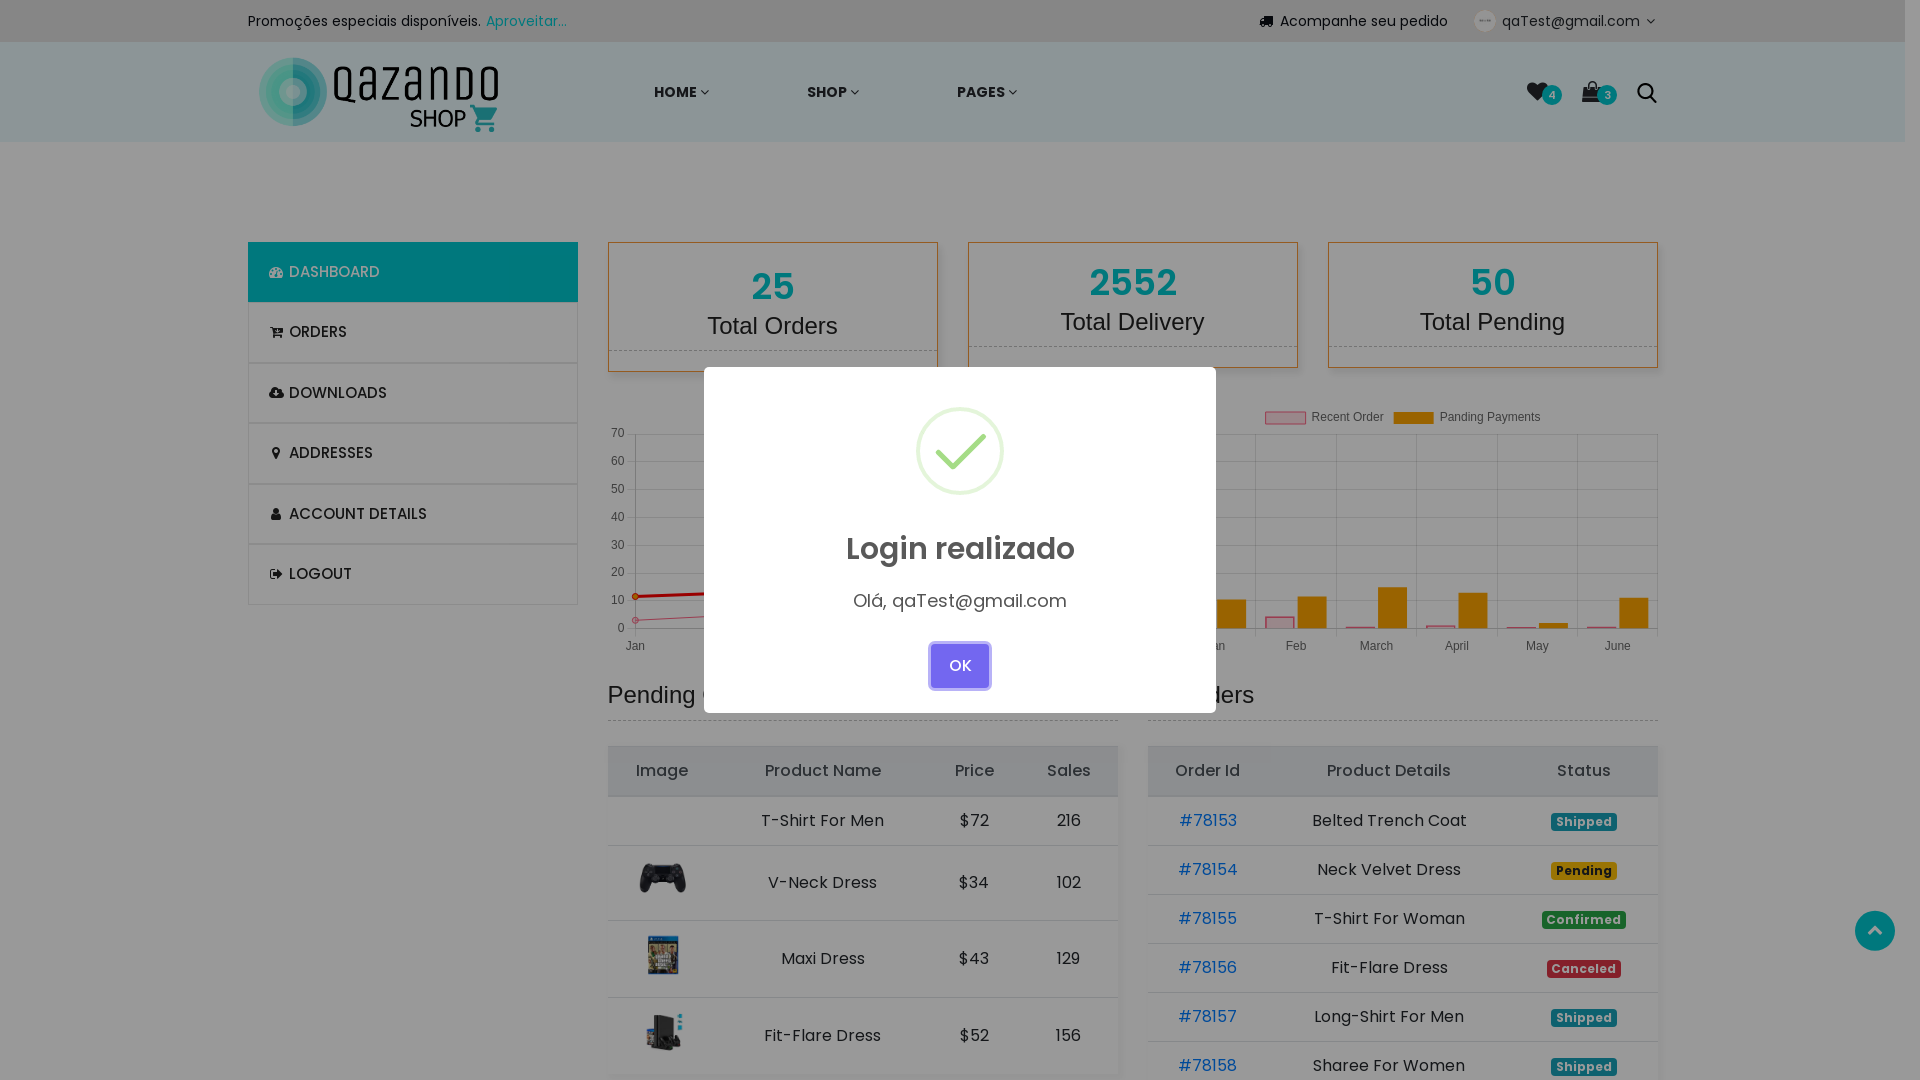 Promoções especiais disponíveis. Aproveitar...
Acompanhe seu pedido
qaTest@gmail.com
QAZANDO
SHOP
HOME
SHOP
PAGES
4
3
DASHBOARD
ORDERS
DOWNLOADS
ADDRESSES
ACCOUNT DETAILS
LOGOUT
25
Total Orders
2552
Total Delivery
50
Total Pending
Recent Order
Panding Payments
70
60
50
40
30
20
10
0
Jan
Feb
March
April
May
June
Login realizado
Olá, qaTest@gmail.com
OK
Pending
Image Product Name Price Sales
T-Shirt For Men $72 216
V-Neck Dress $34 102
Maxi Dress $43 129
Fit-Flare Dress $52 156
Order Id Product Details Status
#78153 Belted Trench Coat Shipped
#78154 Neck Velvet Dress Pending
#78155 T-Shirt For Woman Confirmed
#78156 Fit-Flare Dress Canceled
#78157 Long-Shirt For Men Shipped
#78158 Sharee For Women Shipped